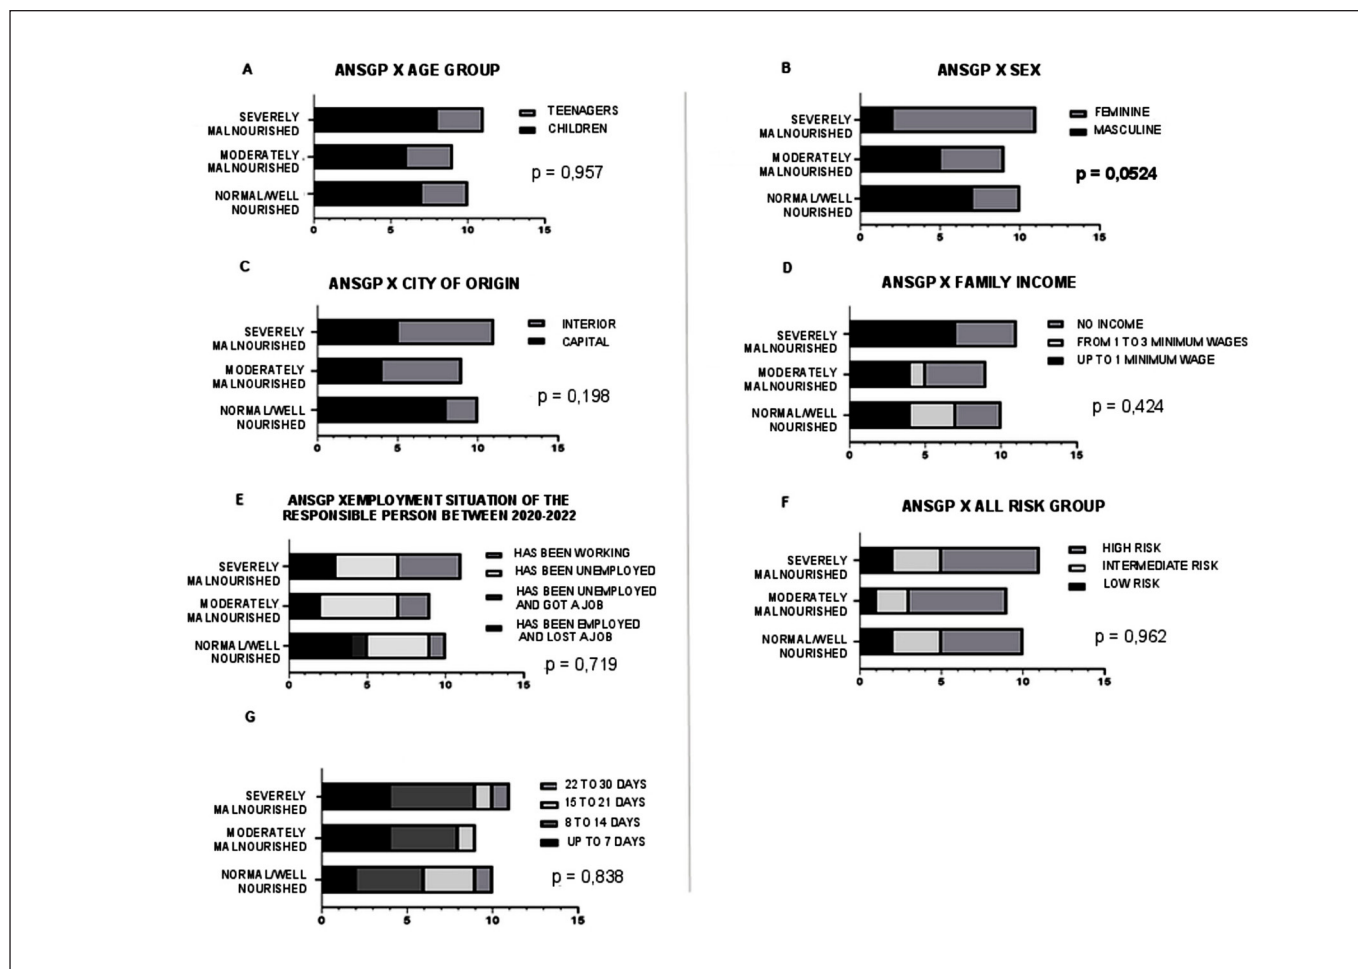 A
ANSGP X AGE GROUP
SEVERELY
MALNOURISHED
MODERATELY
MALNOURISHED
NORMAL/WELL
NOURISHED
TEENAGERS
CHILDREN
p = 0,957
0 5 10 15
B
ANSGP X SEX
SEVERELY
MALNOURISHED
MODERATELY
MALNOURISHED
NORMAL/WELL
NOURISHED
FEMININE
MASCULINE
p = 0,0524
0 5 10 15
C
ANSGP X CITY OF ORIGIN
SEVERELY
MALNOURISHED
MODERATELY
MALNOURISHED
NORMAL/WELL
NOURISHED
INTERIOR
CAPITAL
p = 0,198
0 5 10 15
D
ANSGP X FAMILY INCOME
SEVERELY
MALNOURISHED
MODERATELY
MALNOURISHED
NORMAL/WELL
NOURISHED
NO INCOME
FROM 1 TO 3 MINIMUM WAGES
UP TO 1 MINIMUM WAGE
p = 0,424
0 5 10 15
E
ANSGP XEMPLOYMENT SITUATION OF THE
RESPONSIBLE PERSON BETWEEN 2020-2022
SEVERELY
MALNOURISHED
MODERATELY
MALNOURISHED
NORMAL/WELL
NOURISHED
HAS BEEN WORKING
HAS BEEN UNEMPLOYED
HAS BEEN UNEMPLOYED
AND GOT A JOB
HAS BEEN EMPLOYED
AND LOST A JOB
p = 0,719
0 5 10 15
F
ANSGP X ALL RISK GROUP
SEVERELY
MALNOURISHED
MODERATELY
MALNOURISHED
NORMAL/WELL
NOURISHED
HIGH RISK
INTERMEDIATE RISK
LOW RISK
p = 0,962
0 5 10 15
G
SEVERELY
MALNOURISHED
MODERATELY
MALNOURISHED
NORMAL/WELL
NOURISHED
22 TO 30 DAYS
15 TO 21 DAYS
8 TO 14 DAYS
UP TO 7 DAYS
p = 0,838
0 5 10 15